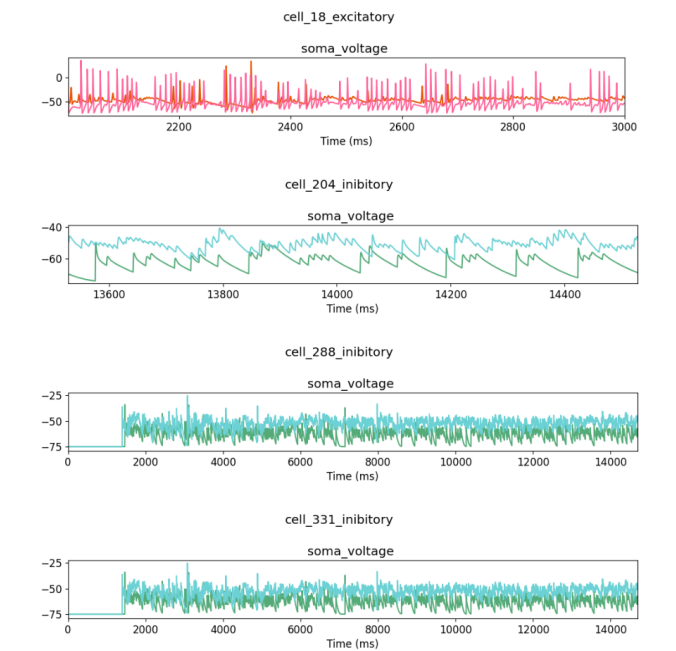 cell_18_excitatory
soma_voltage
0
−50
2200 2400 2600 2800 3000
Time (ms)
cell_204_inibitory
soma_voltage
−40
−60
13600 13800 14000 14200 14400
Time (ms)
cell_288_inibitory
soma_voltage
−25
−50
−75
0 2000 4000 6000 8000 10000 12000 14000
Time (ms)
cell_331_inibitory
soma_voltage
−25
−50
−75
0 2000 4000 6000 8000 10000 12000 14000
Time (ms)